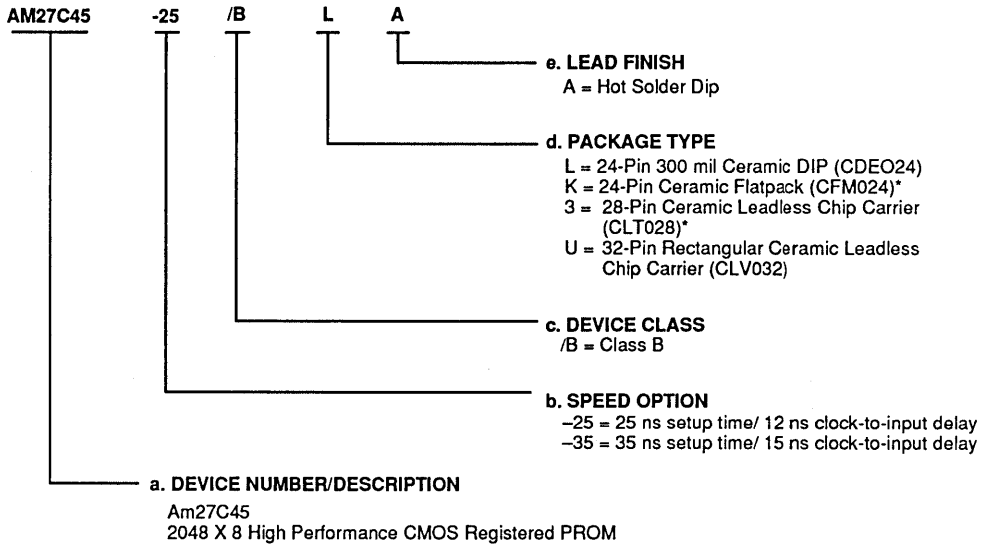 AM27C45 -25 /B L A
e. LEAD FINISH
A = Hot Solder Dip
d. PACKAGE TYPE
L = 24-Pin 300 mil Ceramic DIP (CDEO24)
K = 24-Pin Ceramic Flatpack (CFM024)*
3 = 28-Pin Ceramic Leadless Chip Carrier
(CLT028)*
U = 32-Pin Rectangular Ceramic Leadless
Chip Carrier (CLV032)
c. DEVICE CLASS
/B = Class B
b. SPEED OPTION
–25 = 25 ns setup time/ 12 ns clock-to-input delay
–35 = 35 ns setup time/ 15 ns clock-to-input delay
a. DEVICE NUMBER/DESCRIPTION
Am27C45
2048 X 8 High Performance CMOS Registered PROM